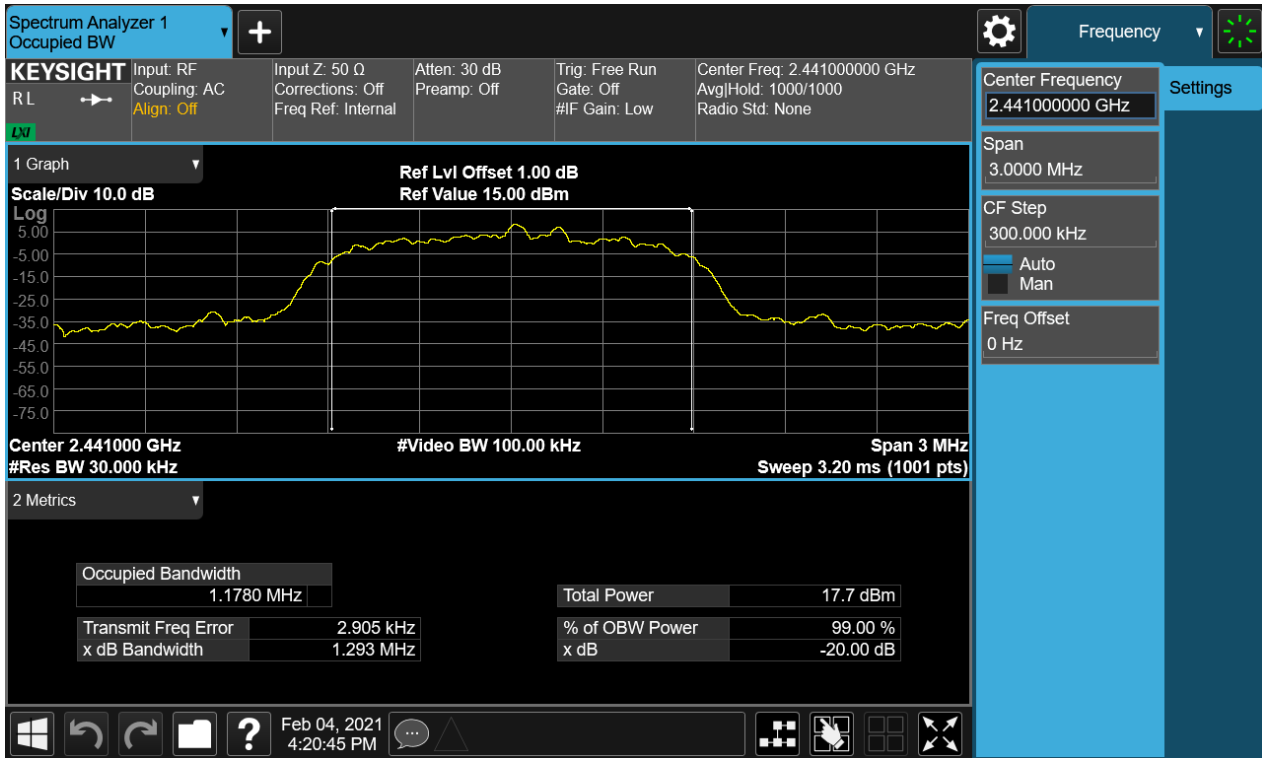 Spectrum Analyzer 1
Occupied BW
+
Frequency
KEYSIGHT
R L
LXI
Input: RF
Coupling: AC
Align: Off
Input Z: 50 Ω
Corrections: Off
Freq Ref: Internal
Atten: 30 dB
Preamp: Off
Trig: Free Run
Gate: Off
#IF Gain: Low
Center Freq: 2.441000000 GHz
Avg|Hold: 1000/1000
Radio Std: None
1 Graph
Scale/Div 10.0 dB
Ref Lvl Offset 1.00 dB
Ref Value 15.00 dBm
Log
5.00
-5.00
-15.0
-25.0
-35.0
-45.0
-55.0
-65.0
-75.0
Center 2.441000 GHz
#Video BW 100.00 kHz
Span 3 MHz
#Res BW 30.000 kHz
Sweep 3.20 ms (1001 pts)
2 Metrics
Occupied Bandwidth
1.1780 MHz
Total Power 17.7 dBm
Transmit Freq Error 2.905 kHz
% of OBW Power 99.00 %
x dB Bandwidth 1.293 MHz
x dB -20.00 dB
?
Feb 04, 2021
4:20:45 PM
Center Frequency
2.441000000 GHz
Settings
Span
3.0000 MHz
CF Step
300.000 kHz
Auto
Man
Freq Offset
0 Hz